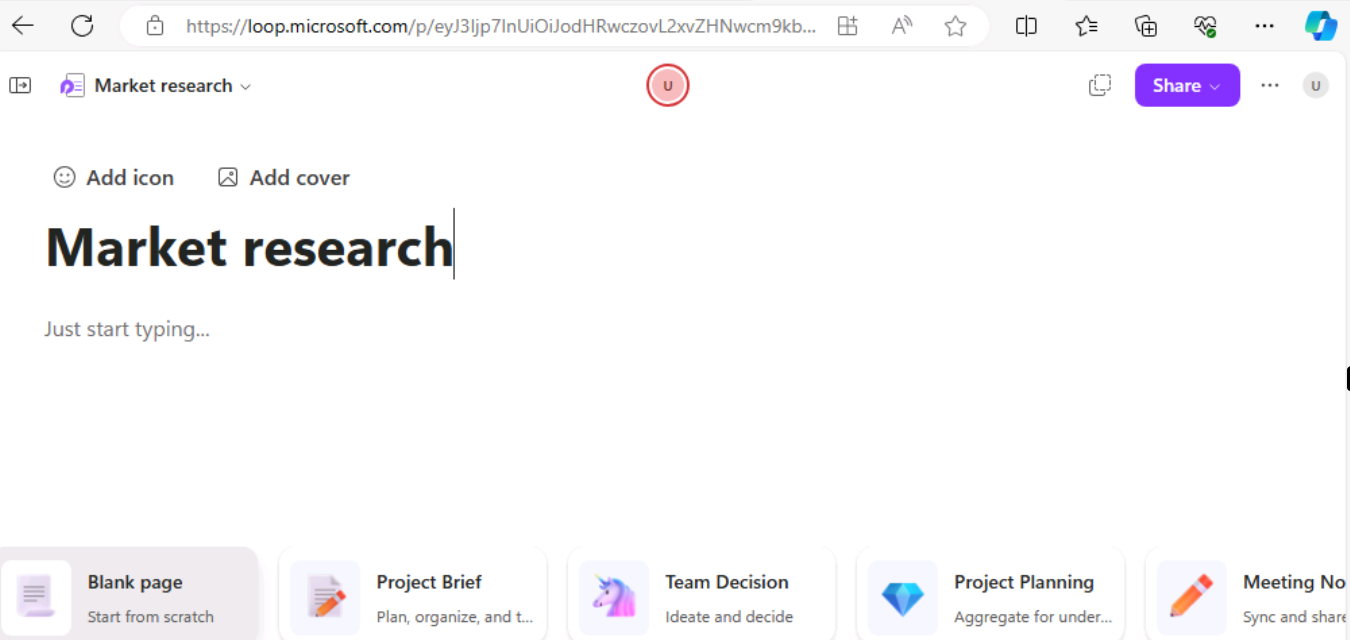 https://loop.microsoft.com/p/eyJ3Ijp7InUiOiJodHRwczovL2xvZHNwcm9kb...
Market research
U
Share
U
Add icon
Add cover
Market research
Just start typing...
Blank page
Start from scratch
Project Brief
Plan, organize, and t...
Team Decision
Ideate and decide
Project Planning
Aggregate for under...
Meeting No
Sync and share